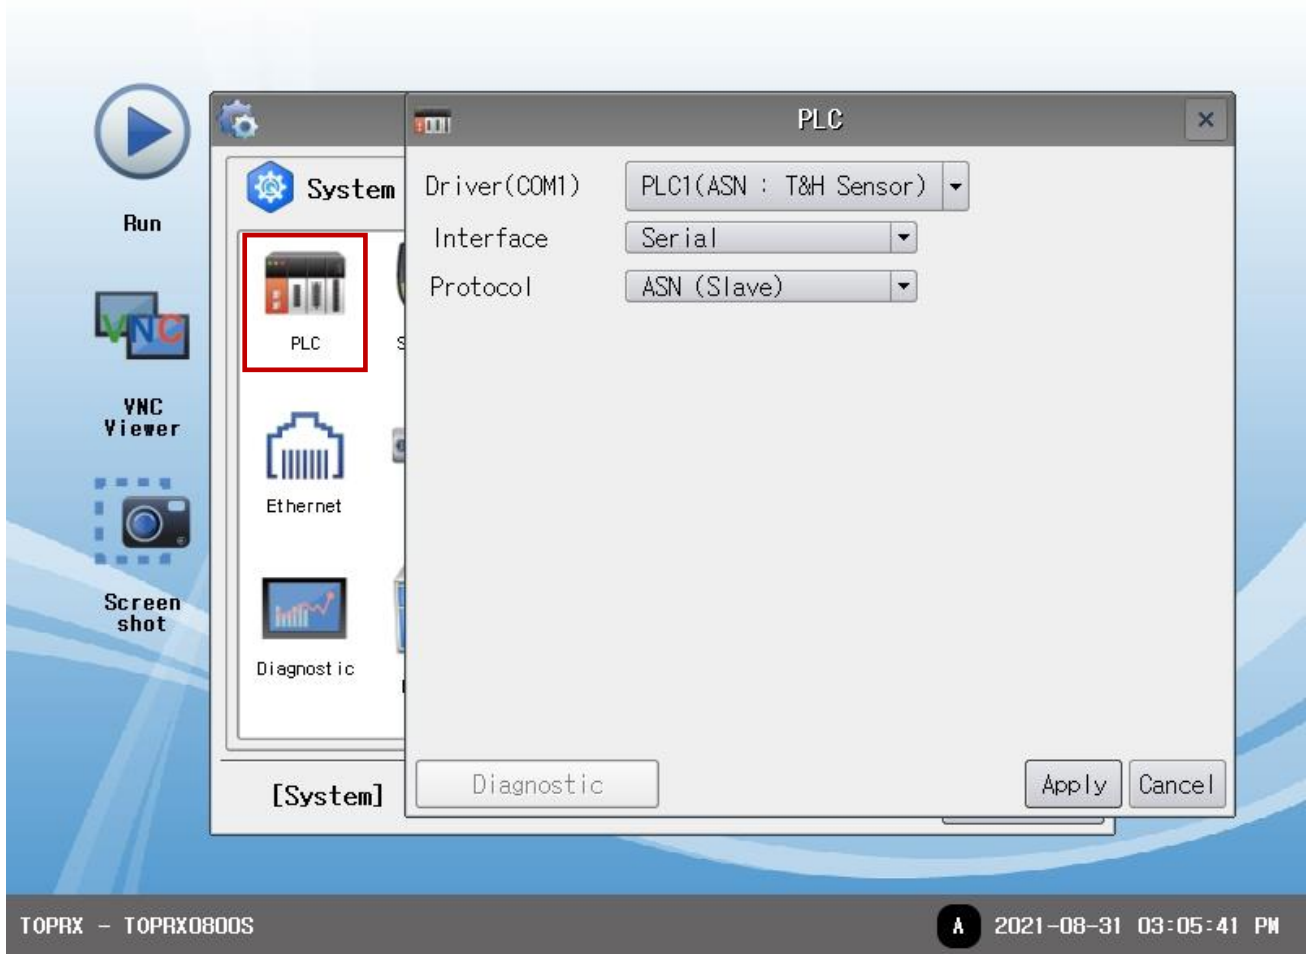 PLC
System
Driver(COM1)
PLC1(ASN : T&H Sensor)
Run
Interface
Serial
Protocol
ASN (Slave)
VNC
PLC
S
VNC
Viewer
Ethernet
Screen
shot
Diagnostic
[System]
Diagnostic
Apply
Cancel
TOPRX - TOPRX0800S
A
2021-08-31 03:05:41 PM